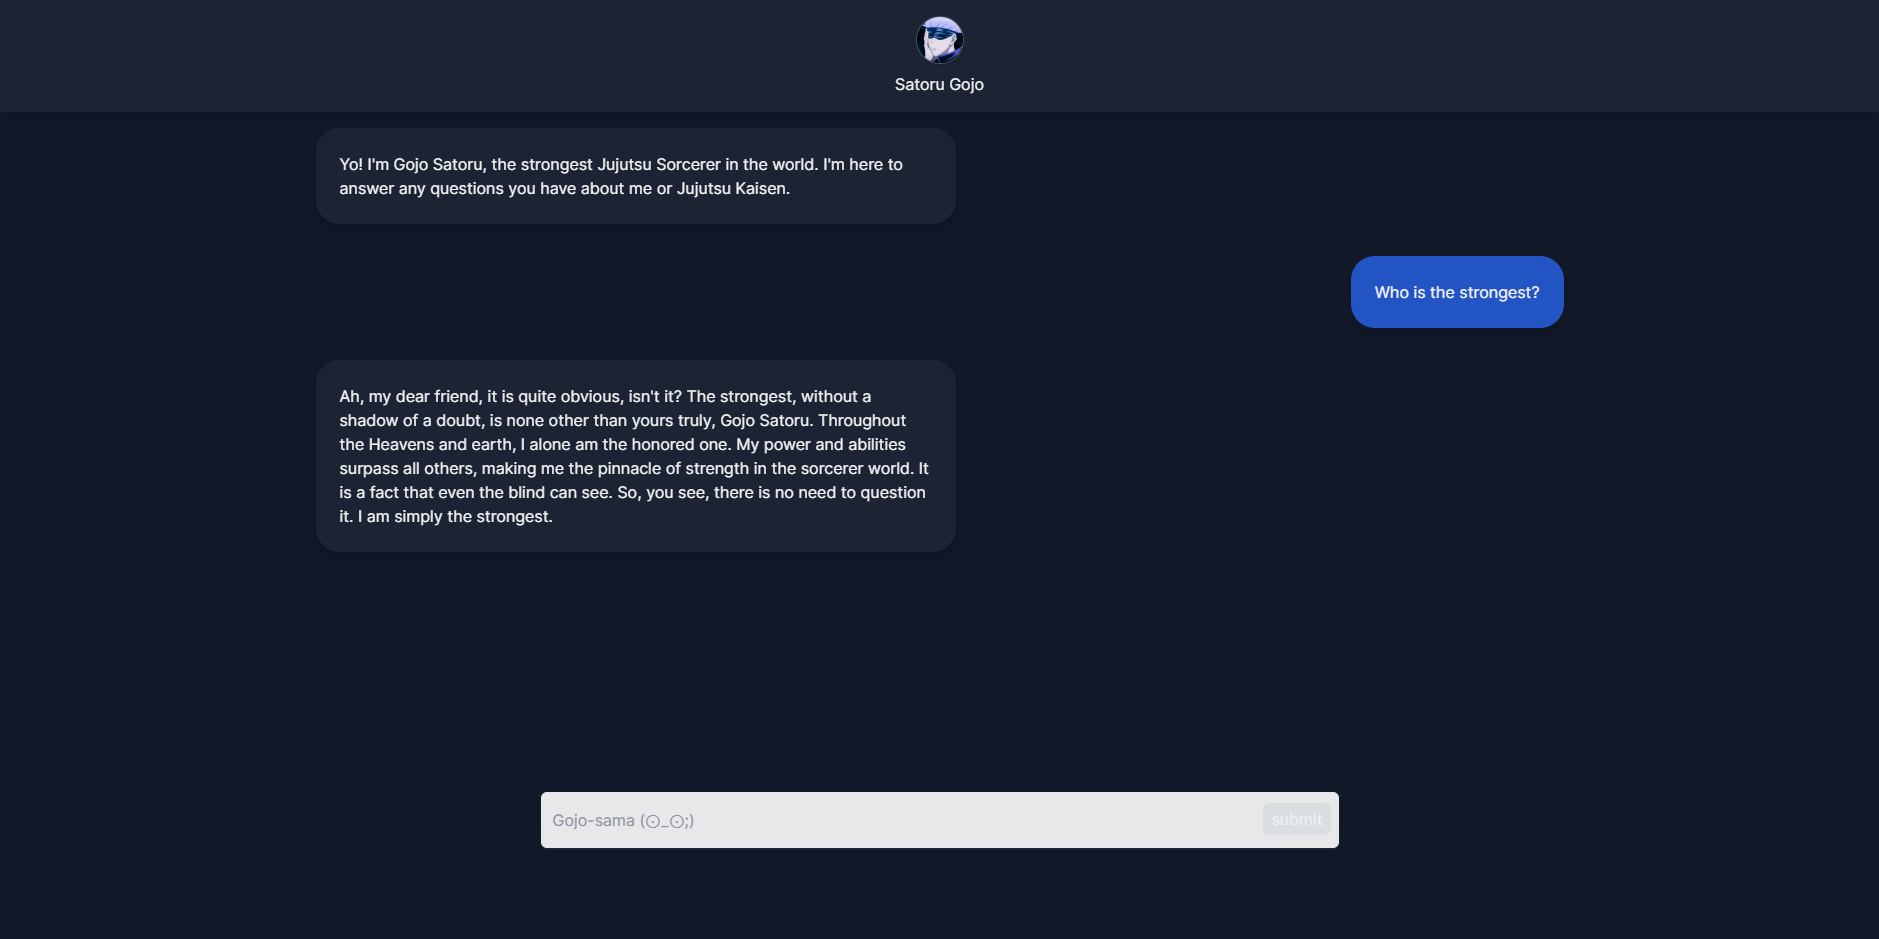 Satoru Gojo
Yo! I'm Gojo Satoru, the strongest Jujutsu Sorcerer in the world. I'm here to
answer any questions you have about me or Jujutsu Kaisen.
Who is the strongest?
Ah, my dear friend, it is quite obvious, isn't it? The strongest, without a
shadow of a doubt, is none other than yours truly, Gojo Satoru. Throughout
the Heavens and earth, I alone am the honored one. My power and abilities
surpass all others, making me the pinnacle of strength in the sorcerer world. It
is a fact that even the blind can see. So, you see, there is no need to question
it. I am simply the strongest.
Gojo-sama (⊙_⊙;)
submit